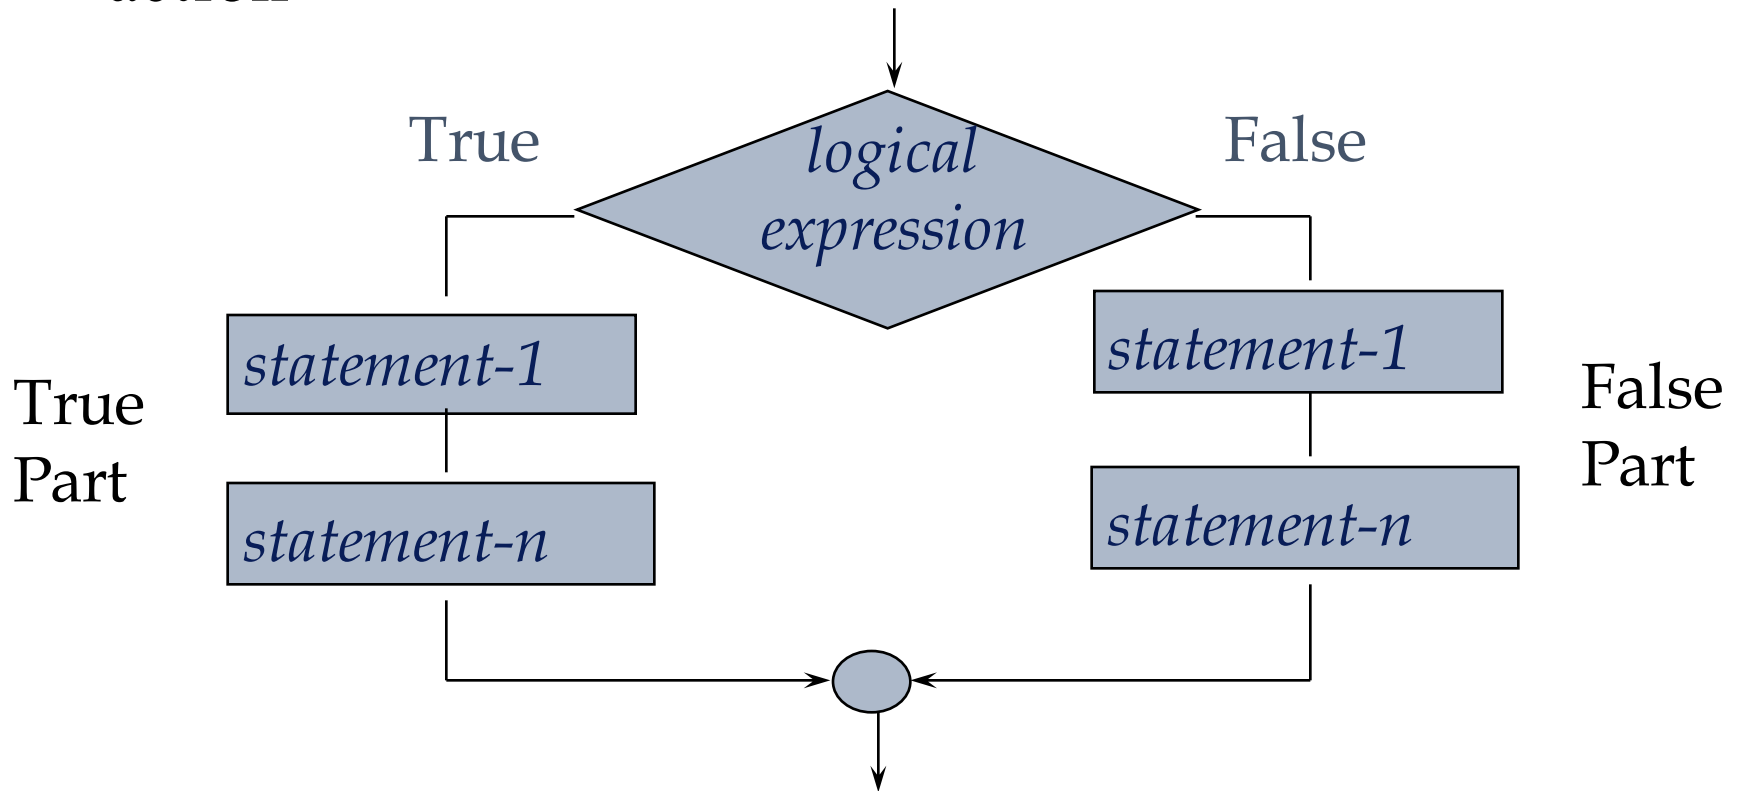 True
False
logical
expression
statement-1
statement-1
True
Part
False
Part
statement-n
statement-n